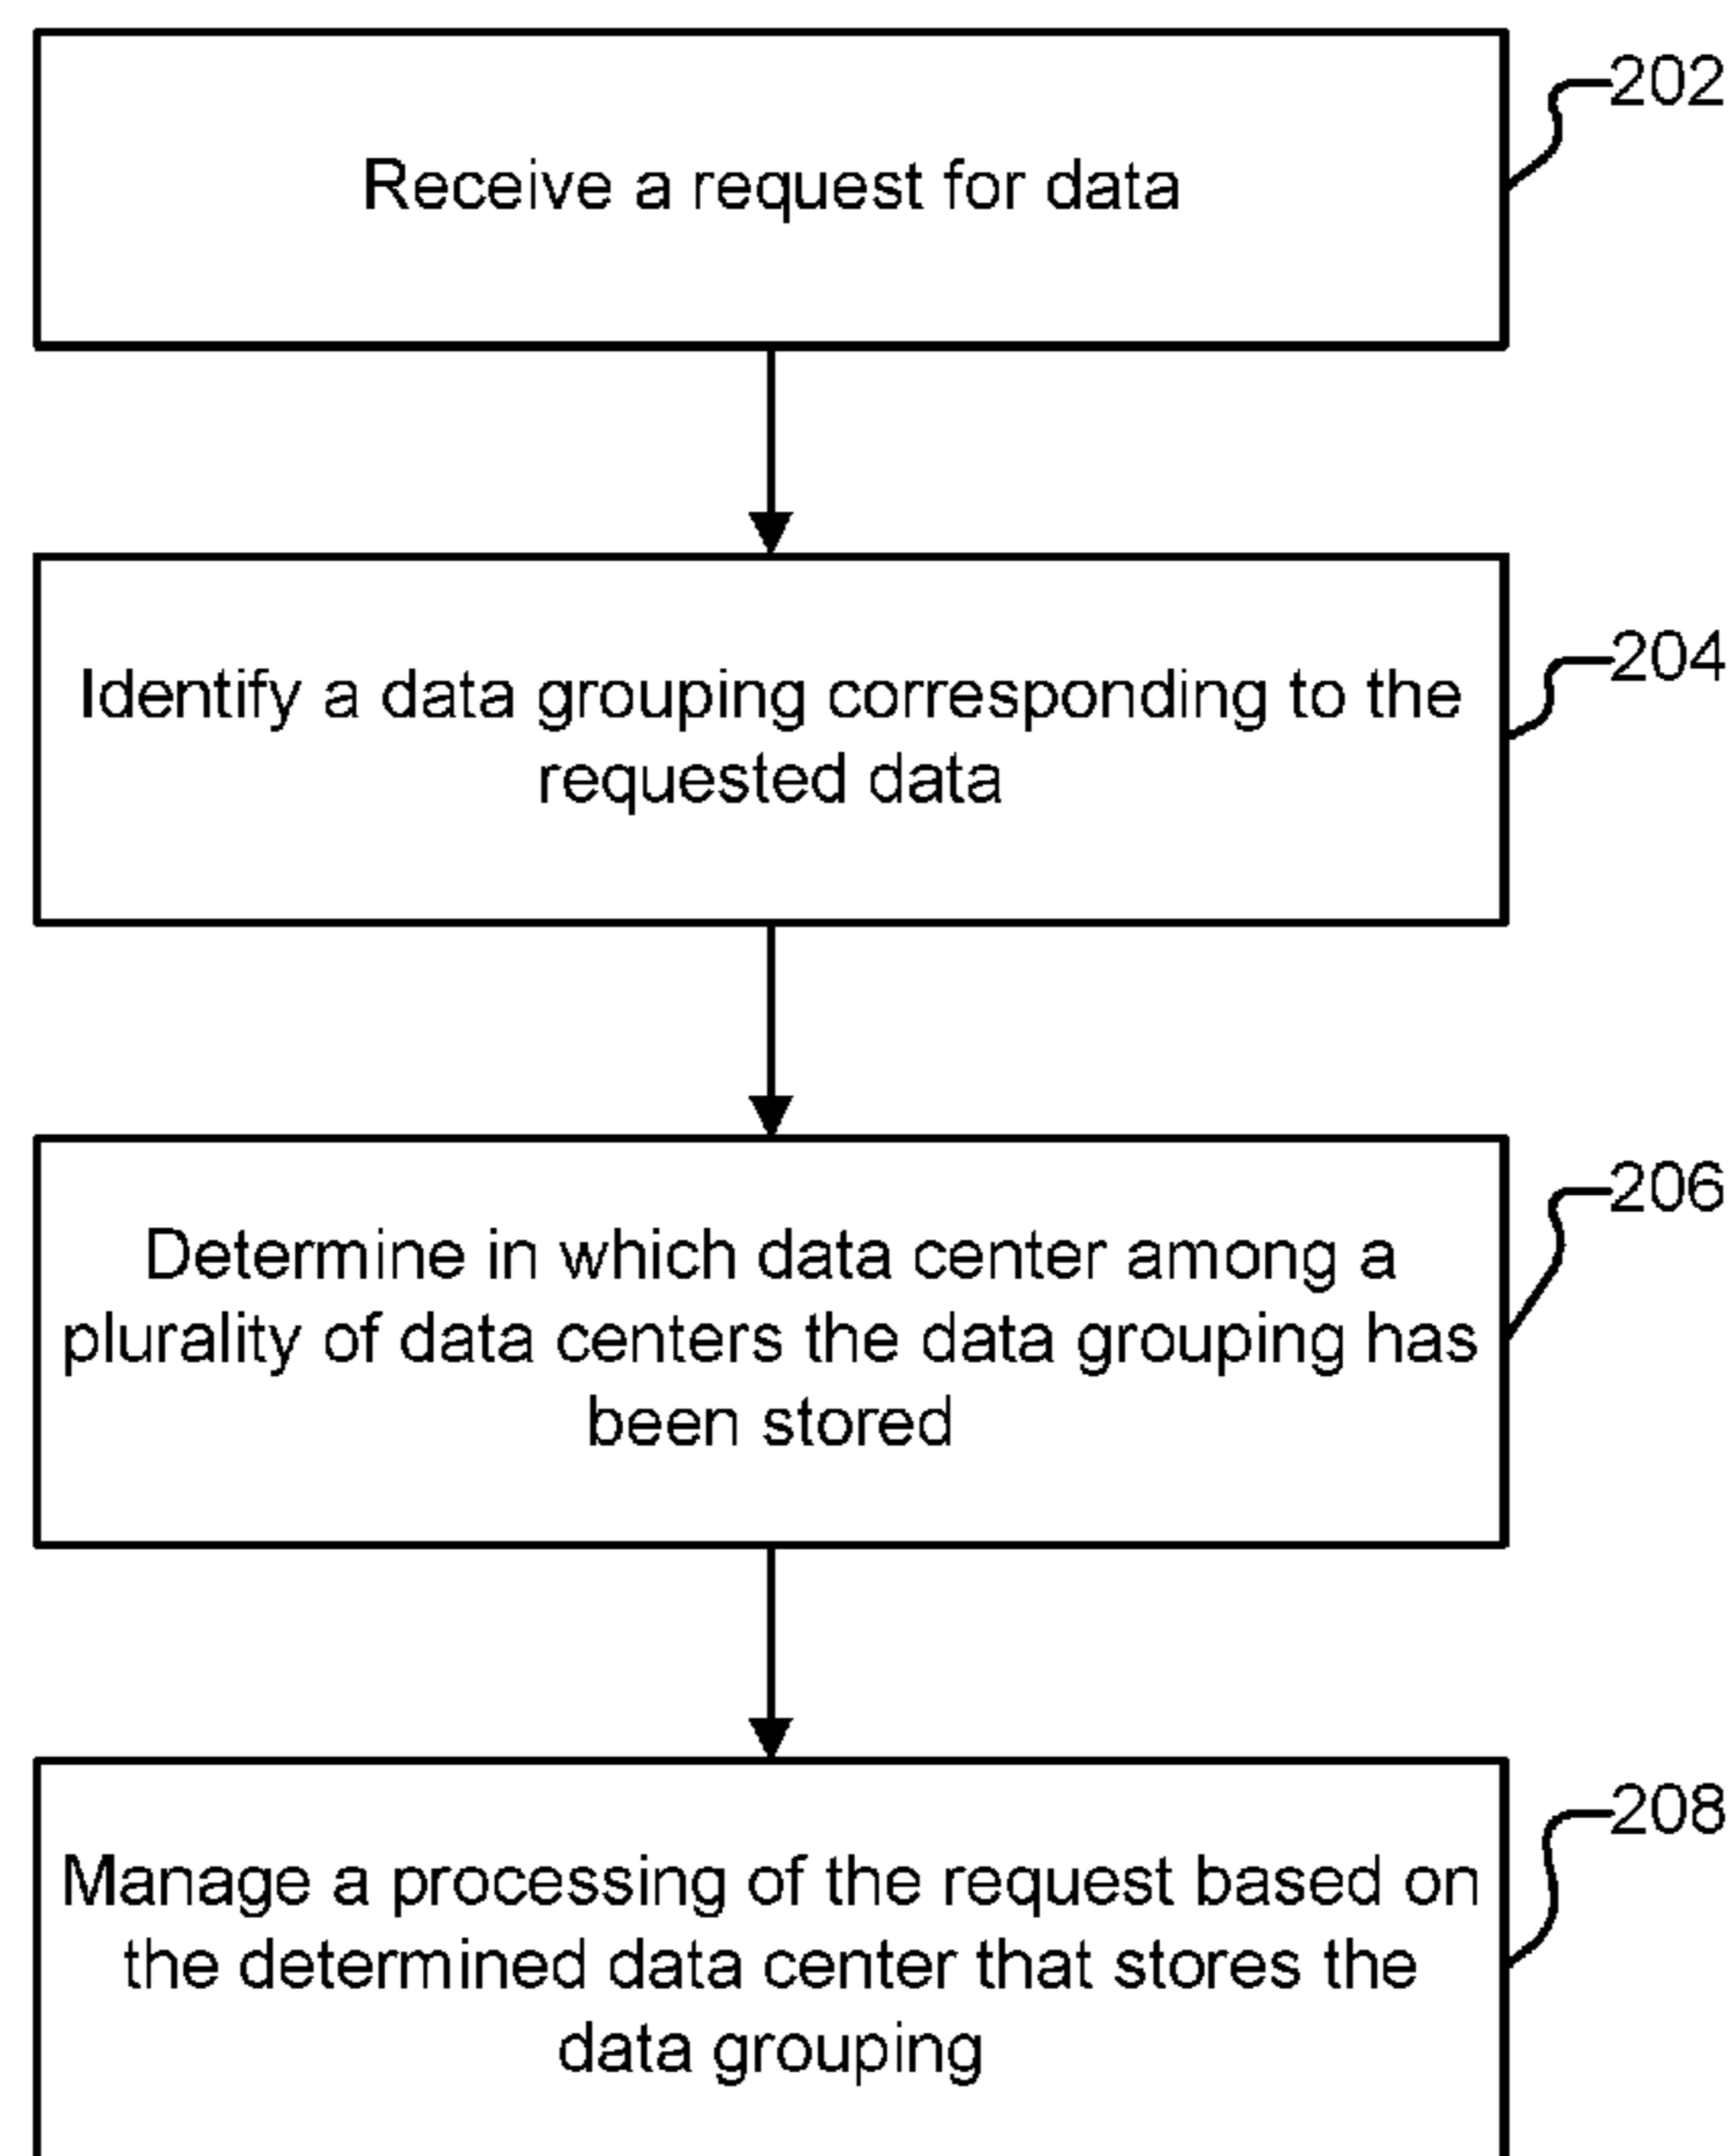 202
Receive a request for data
204
Identify a data grouping corresponding to the
requested data
206
Determine in which data center among a
plurality of data centers the data grouping has
been stored
208
Manage a processing of the request based on
the determined data center that stores the
data grouping